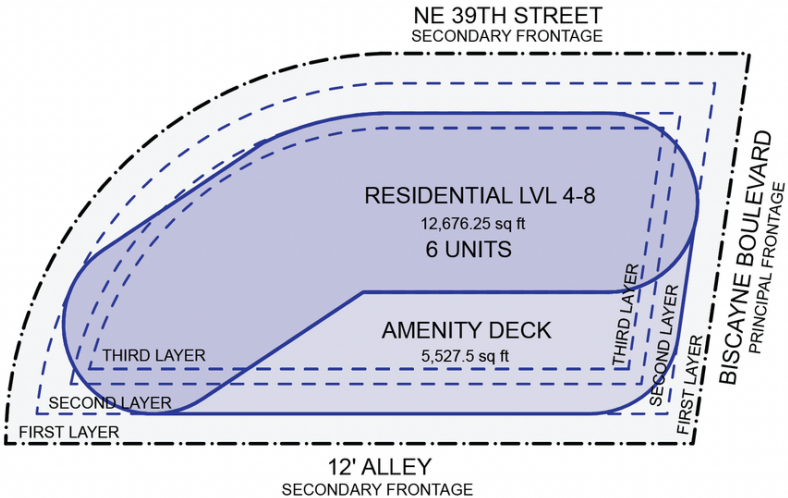 NE 39TH STREET
SECONDARY FRONTAGE
RESIDENTIAL LVL 4-8
12,676.25 sq ft
6 UNITS
BISCAYNE BOULEVARD
PRINCIPAL FRONTAGE
THIRD LAYER
SECOND LAYER
FIRST LAYER
AMENITY DECK
5,527.5 sq ft
THIRD LAYER
SECOND LAYER
FIRST LAYER
12' ALLEY
SECONDARY FRONTAGE